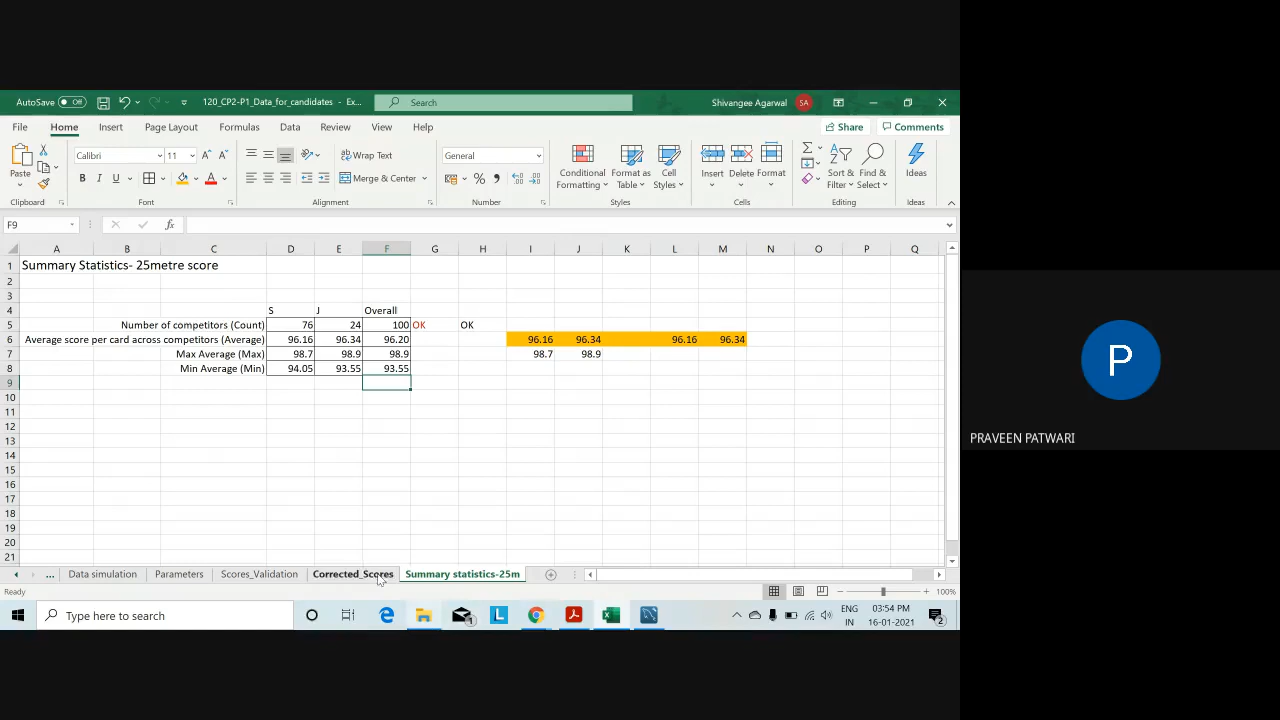 AutoSave Off 120_CP2-P1_Data_for_candidates - Ex... Search Shivangee Agarwal SA
File Home Insert Page Layout Formulas Data Review View Help Share Comments
Paste Calibri 11 Wrap Text General Conditional Formatting Format as Table Cell Styles Insert Delete Format Sort & Filter Find & Select Ideas
B I U A Merge & Center % 
Clipboard Font Alignment Number Styles Cells Editing Ideas
F9 fx
A B C D E F G H I J K L M N O P Q
1 Summary Statistics- 25metre score
2
3
4 S J Overall
5 Number of competitors (Count) 76 24 100 OK OK
6 Average score per card across competitors (Average) 96.16 96.34 96.20 96.16 96.34 96.16 96.34
7 Max Average (Max) 98.7 98.9 98.9 98.7 98.9
8 Min Average (Min) 94.05 93.55 93.55
9
10
11
12
13
14
15
16
17
18
19
20
21
... Data simulation Parameters Scores_Validation Corrected_Scores Summary statistics-25m
Ready 100%
Type here to search ENG IN 03:54 PM 16-01-2021 2
P
PRAVEEN PATWARI